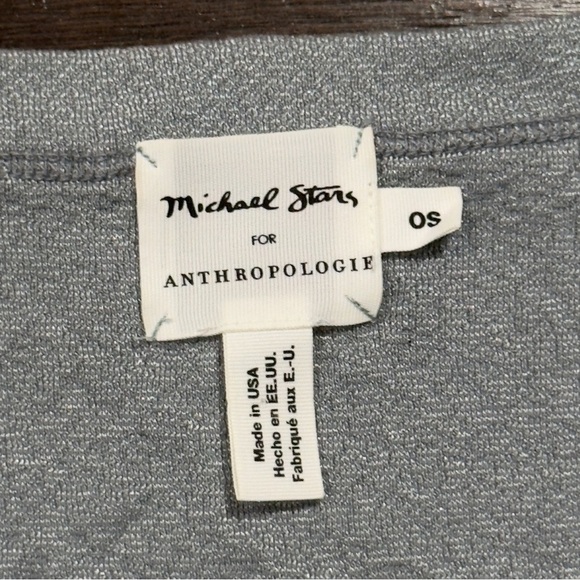 Michael Stars
FOR
ANTHROPOLOGIE
OS
Made in USA
Hecho en EE.UU.
Fabriqué aux E.-U.